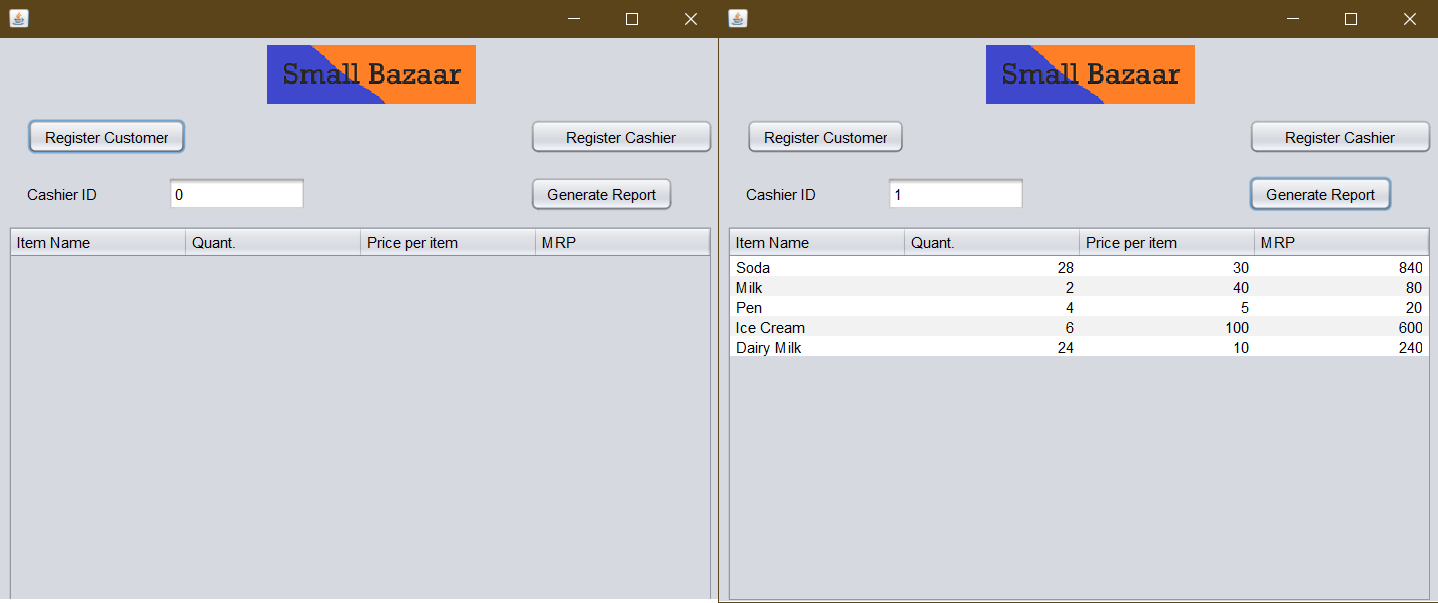 Small Bazaar
Register Customer Register Cashier
Cashier ID 0 Generate Report
Item Name Quant. Price per item MRP
Small Bazaar
Register Customer Register Cashier
Cashier ID 1 Generate Report
Item Name Quant. Price per item MRP
Soda 28 30 840
Milk 2 40 80
Pen 4 5 20
Ice Cream 6 100 600
Dairy Milk 24 10 240